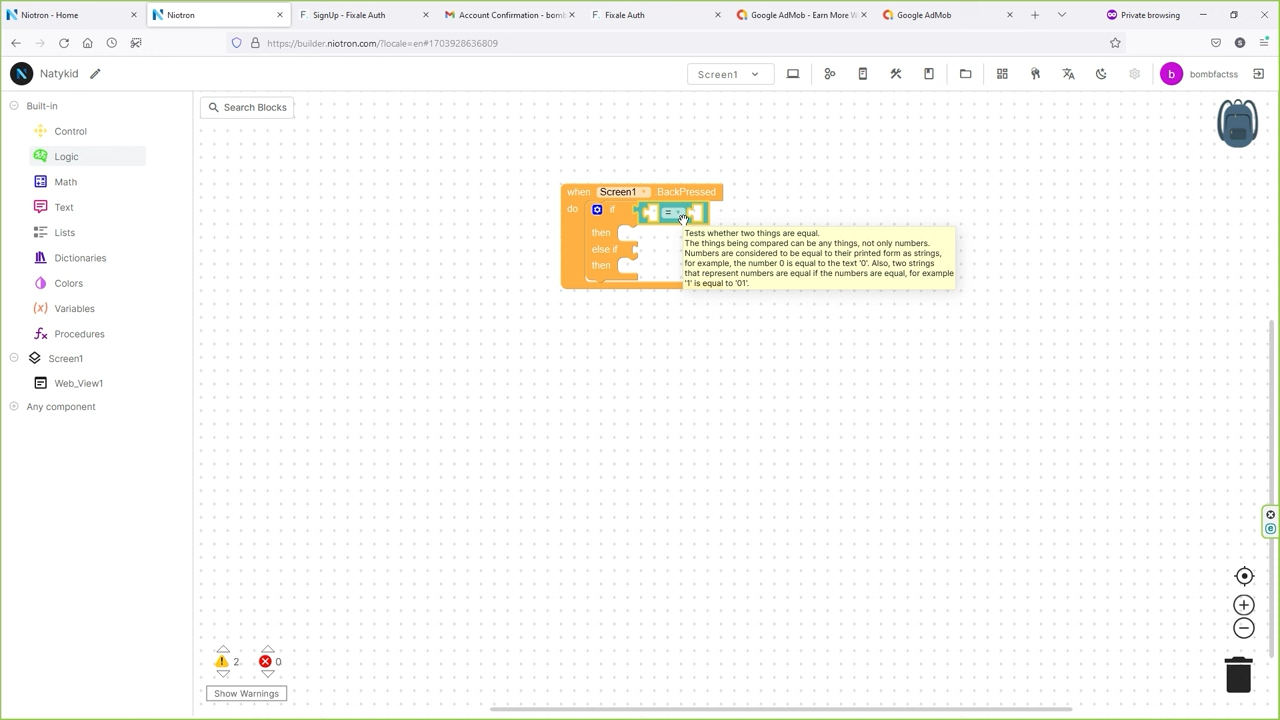 Niotron - Home
Niotron
SignUp - Fixale Auth
Account Confirmation - bomb
Fixale Auth
Google AdMob - Earn More W
Google AdMob
Private browsing
https://builder.niotron.com/?locale=en#1703928636809
Natykid
Screen1
bombfactss
Built-in
Search Blocks
Control
Logic
Math
Text
Lists
Dictionaries
Colors
Variables
Procedures
Screen1
Web_View1
Any component
when Screen1 BackPressed
do if =
then
else if
then
Tests whether two things are equal.
The things being compared can be any things, not only numbers.
Numbers are considered to be equal to their printed form as strings,
for example, the number 0 is equal to the text '0'. Also, two strings
that represent numbers are equal if the numbers are equal, for example
'1' is equal to '01'.
2 0
Show Warnings